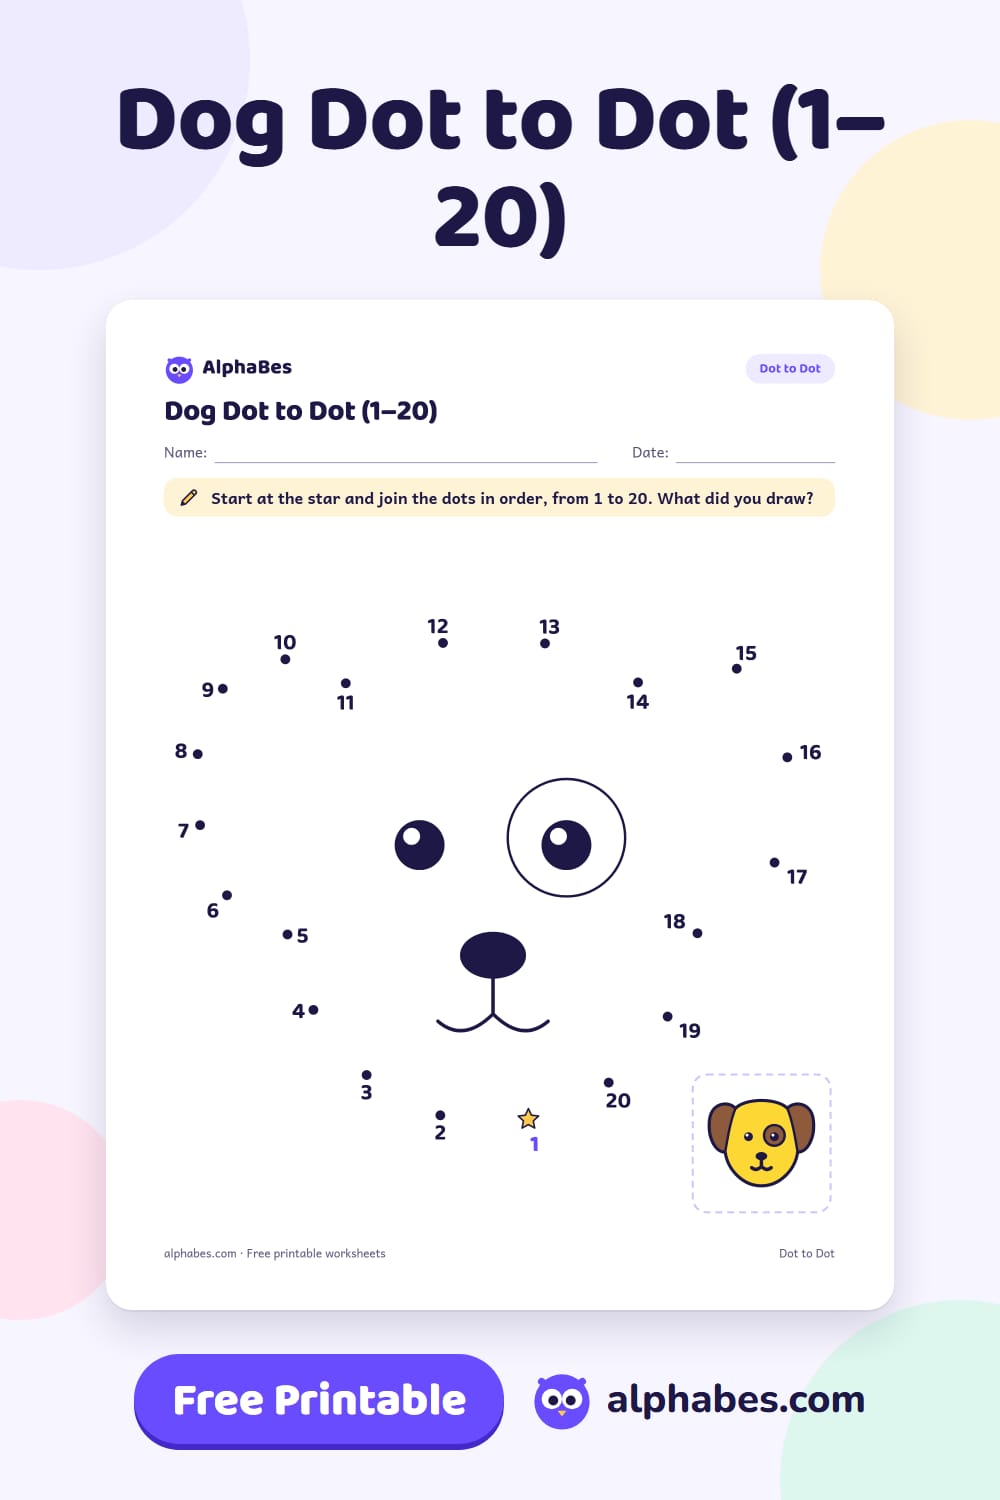 Dog Dot to Dot (1–
20)
AlphaBes
Dot to Dot
Dog Dot to Dot (1–20)
Name:
Date:
Start at the star and join the dots in order, from 1 to 20. What did you draw?
12
13
10
15
9
11
14
8
16
7
17
6
5
18
4
19
3
20
2
1
alphabes.com · Free printable worksheets
Dot to Dot
Free Printable
alphabes.com